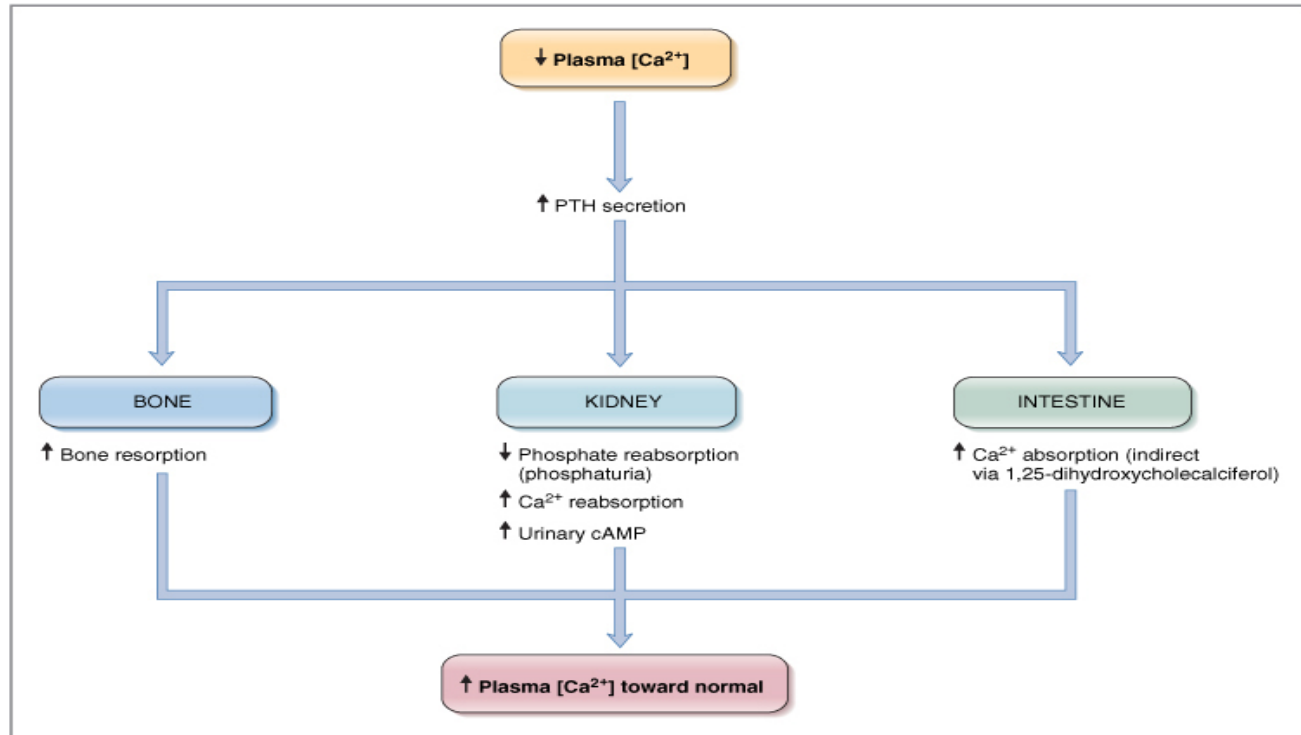 ↓ Plasma [Ca²⁺]
↑ PTH secretion
BONE
↑ Bone resorption
KIDNEY
↓ Phosphate reabsorption
(phosphaturia)
↑ Ca²⁺ reabsorption
↑ Urinary cAMP
INTESTINE
↑ Ca²⁺ absorption (indirect
via 1,25-dihydroxycholecalciferol)
↑ Plasma [Ca²⁺] toward normal